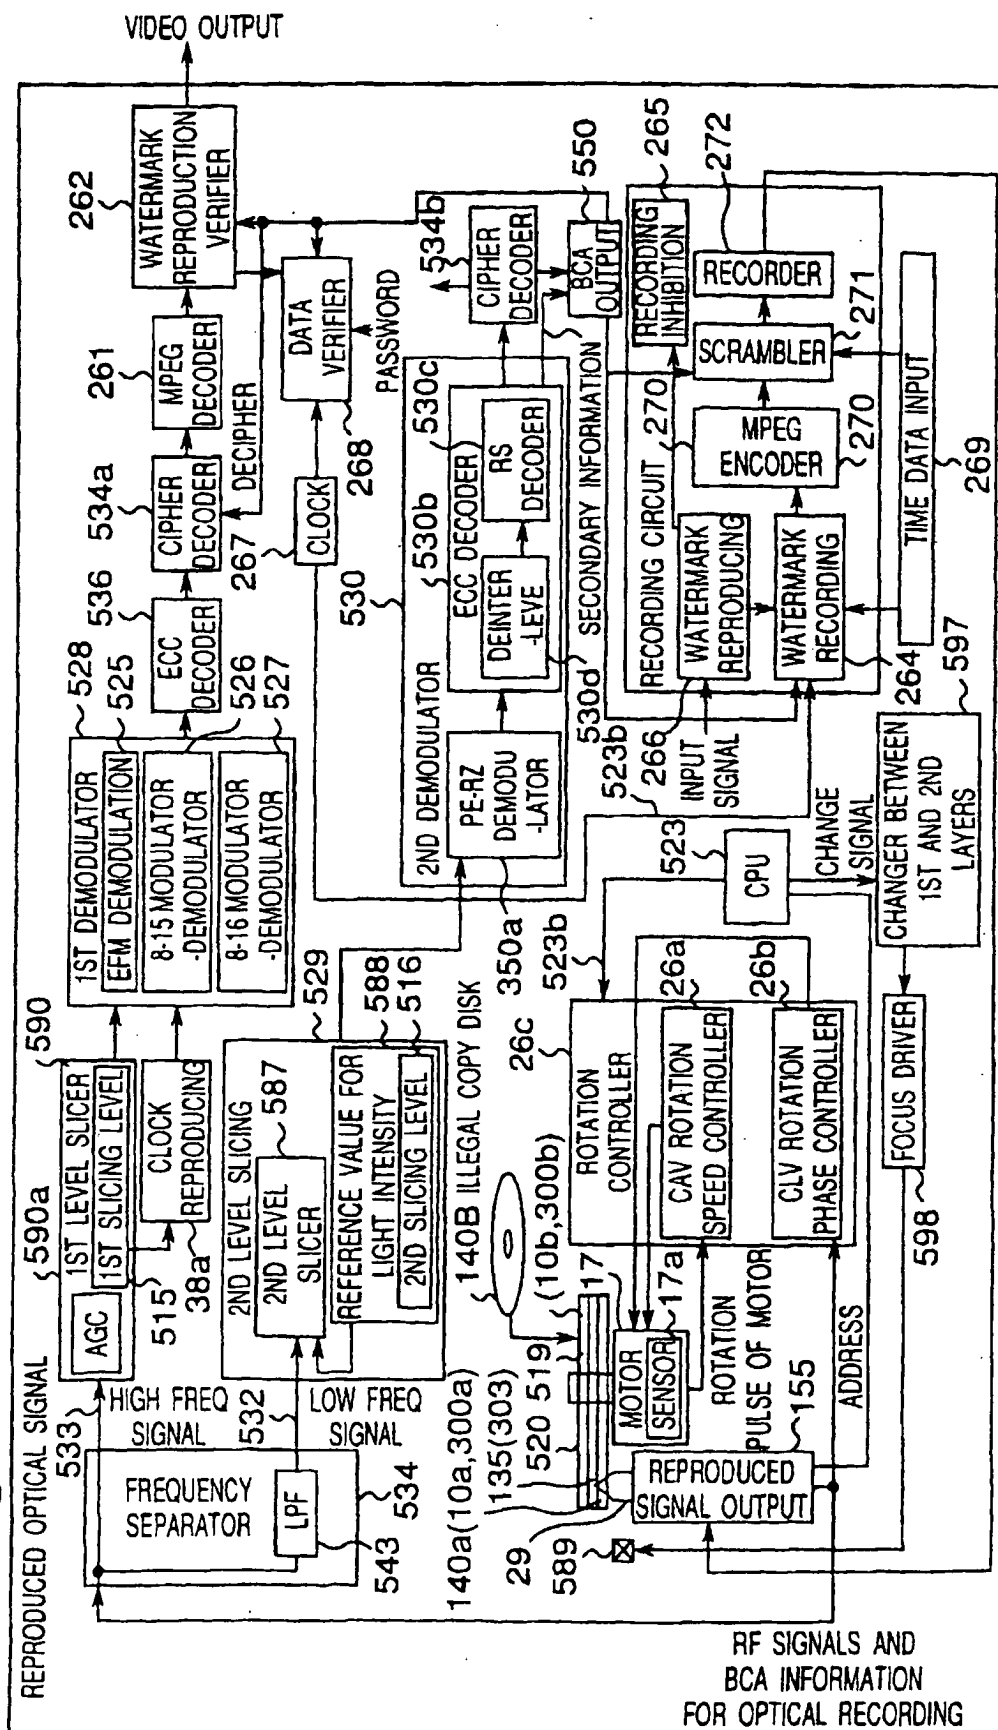 REPRODUCED OPTICAL SIGNAL
533
HIGH FREQ
SIGNAL
FREQUENCY
SEPARATOR
LPF
543
534
532
LOW FREQ
SIGNAL
590a
590
1ST LEVEL SLICER
1ST SLICING LEVEL
AGC
515
CLOCK
REPRODUCING
38a
2ND LEVEL SLICING
529
2ND LEVEL
SLICER
587
REFERENCE VALUE FOR
LIGHT INTENSITY
588
2ND SLICING LEVEL
516
1ST DEMODULATOR
528
EFM DEMODULATION
525
8-15 MODULATOR
-DEMODULATOR
526
8-16 MODULATOR
-DEMODULATOR
527
536
ECC
DECODER
534a
CIPHER
DECODER
DECIPHER
261
MPEG
DECODER
262
WATERMARK
REPRODUCTION
VERIFIER
VIDEO OUTPUT
267
CLOCK
DATA
VERIFIER
268
PASSWORD
530
2ND DEMODULATOR
PE-RZ
DEMODU
-LATOR
350a
530b
ECC DECODER
DEINTER
-LEVE
530d
530c
RS
DECODER
534b
CIPHER
DECODER
BCA
OUTPUT
550
SECONDARY INFORMATION
RECORDING CIRCUIT
270
RECORDING
INHIBITION
265
WATERMARK
REPRODUCING
266
INPUT
SIGNAL
WATERMARK
RECORDING
264
MPEG
ENCODER
270
SCRAMBLER
271
RECORDER
272
TIME DATA INPUT
269
523b
523b
523
CPU
CHANGE
SIGNAL
CHANGER BETWEEN
1ST AND 2ND
LAYERS
597
FOCUS DRIVER
598
140B ILLEGAL COPY DISK
26c
ROTATION
CONTROLLER
CAV ROTATION
SPEED CONTROLLER
26a
CLV ROTATION
PHASE CONTROLLER
26b
140a(10a,300a)
135(303)
520
519
(10b,300b)
17
MOTOR
SENSOR
17a
ROTATION
PULSE OF MOTOR
155
REPRODUCED
SIGNAL OUTPUT
ADDRESS
29
589
RF SIGNALS AND
BCA INFORMATION
FOR OPTICAL RECORDING